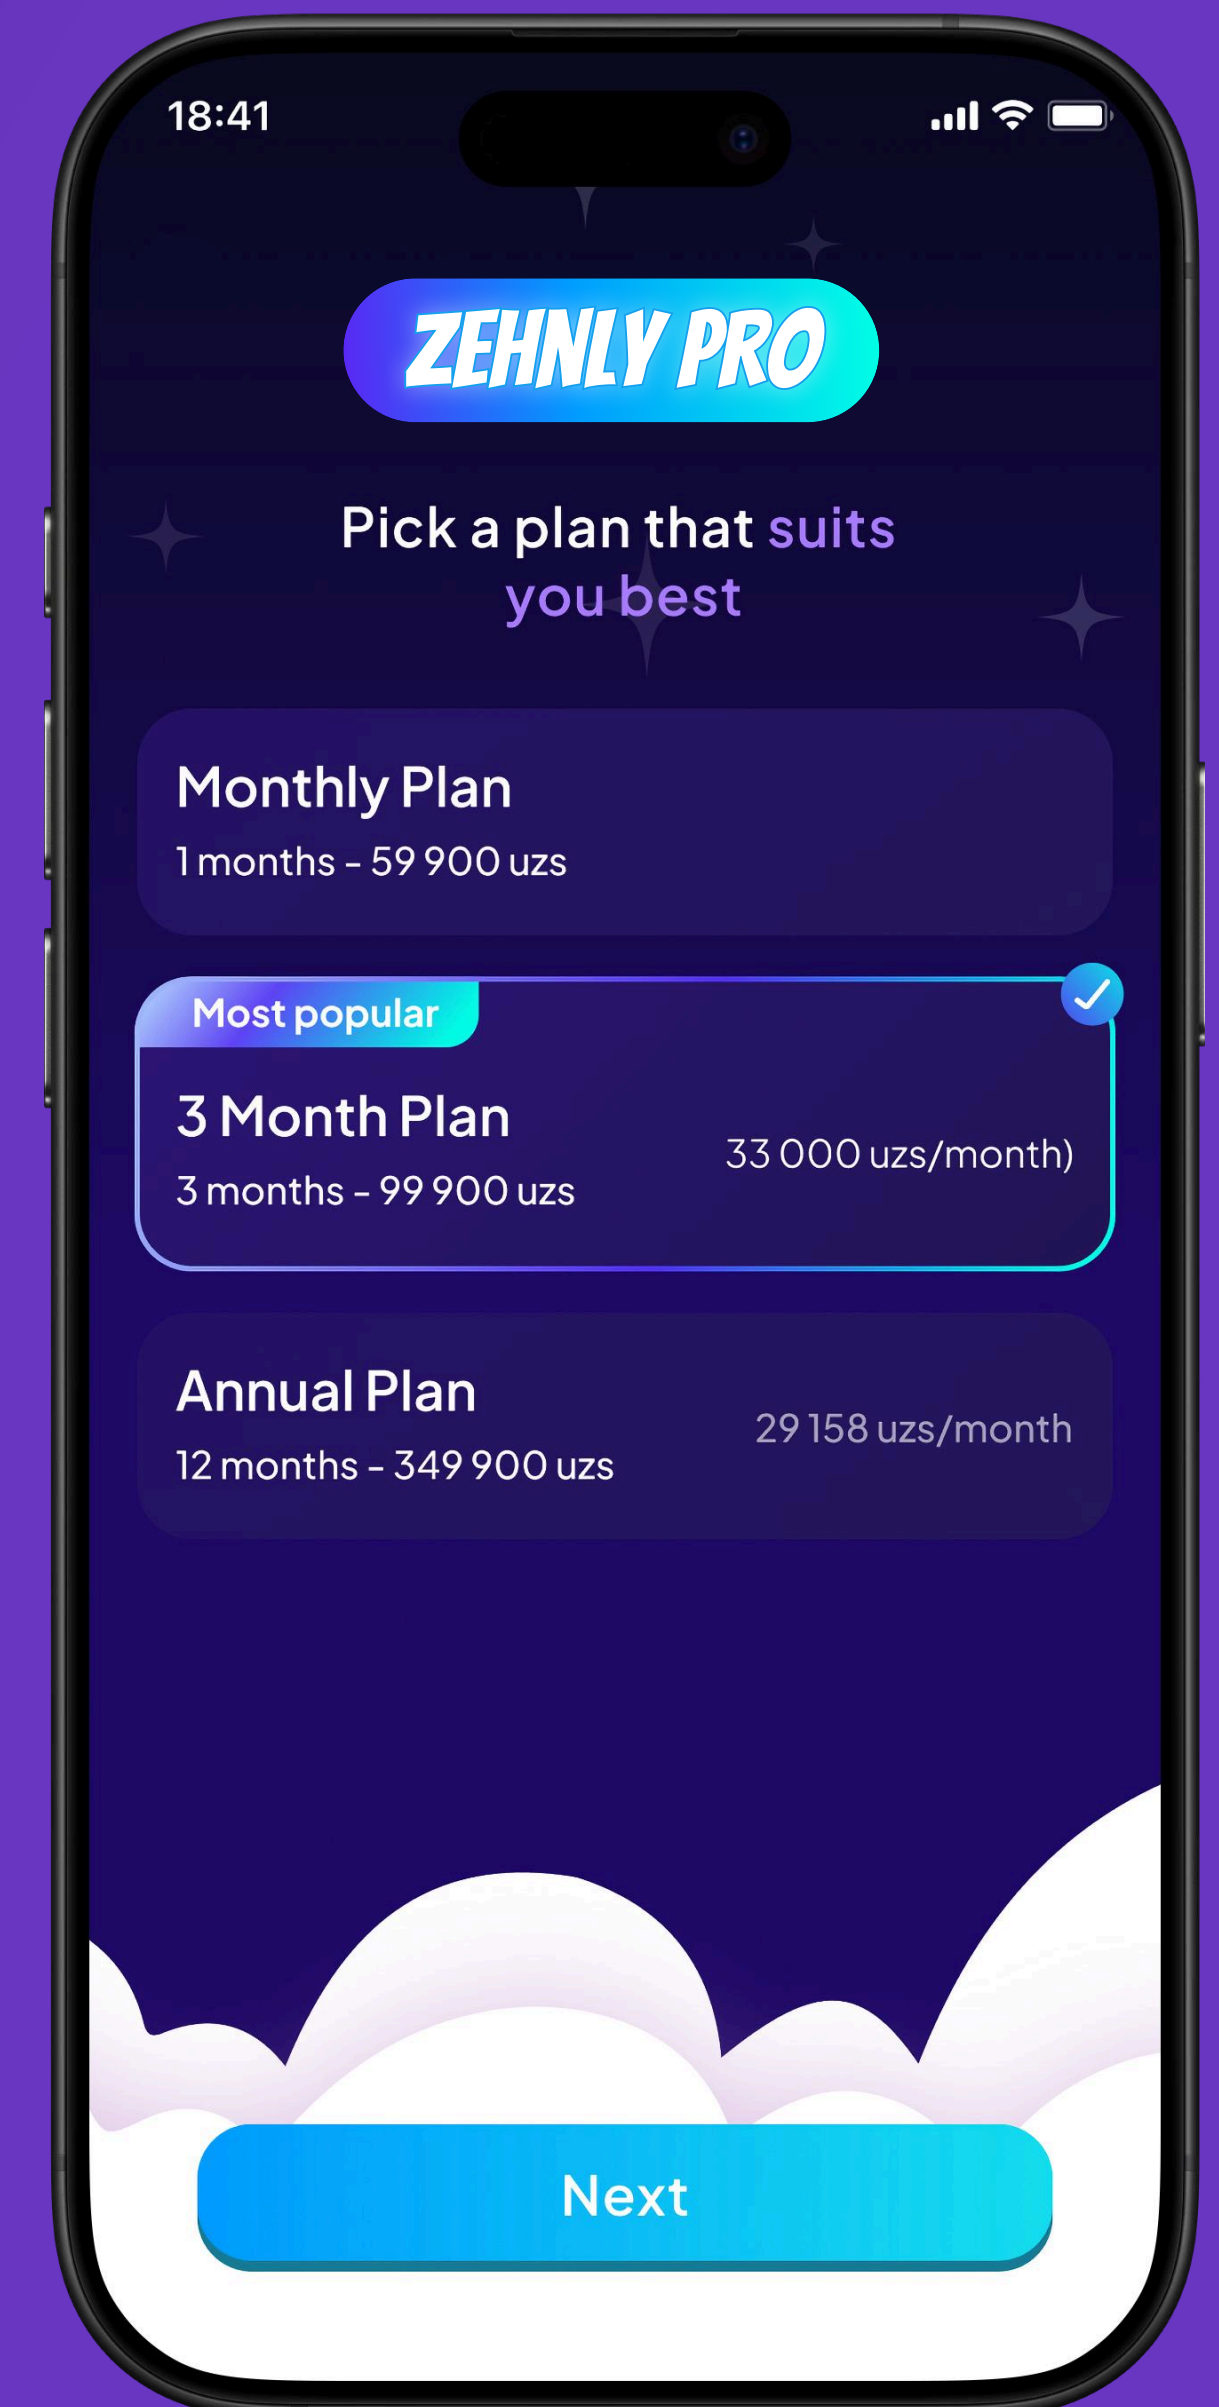 18:41
ZEHNLY PRO
Pick a plan that suits
you best
Monthly Plan
1 months - 59 900 uzs
Most popular
3 Month Plan
33 000 uzs/month)
3 months - 99 900 uzs
Annual Plan
29 158 uzs/month
12 months - 349 900 uzs
Next